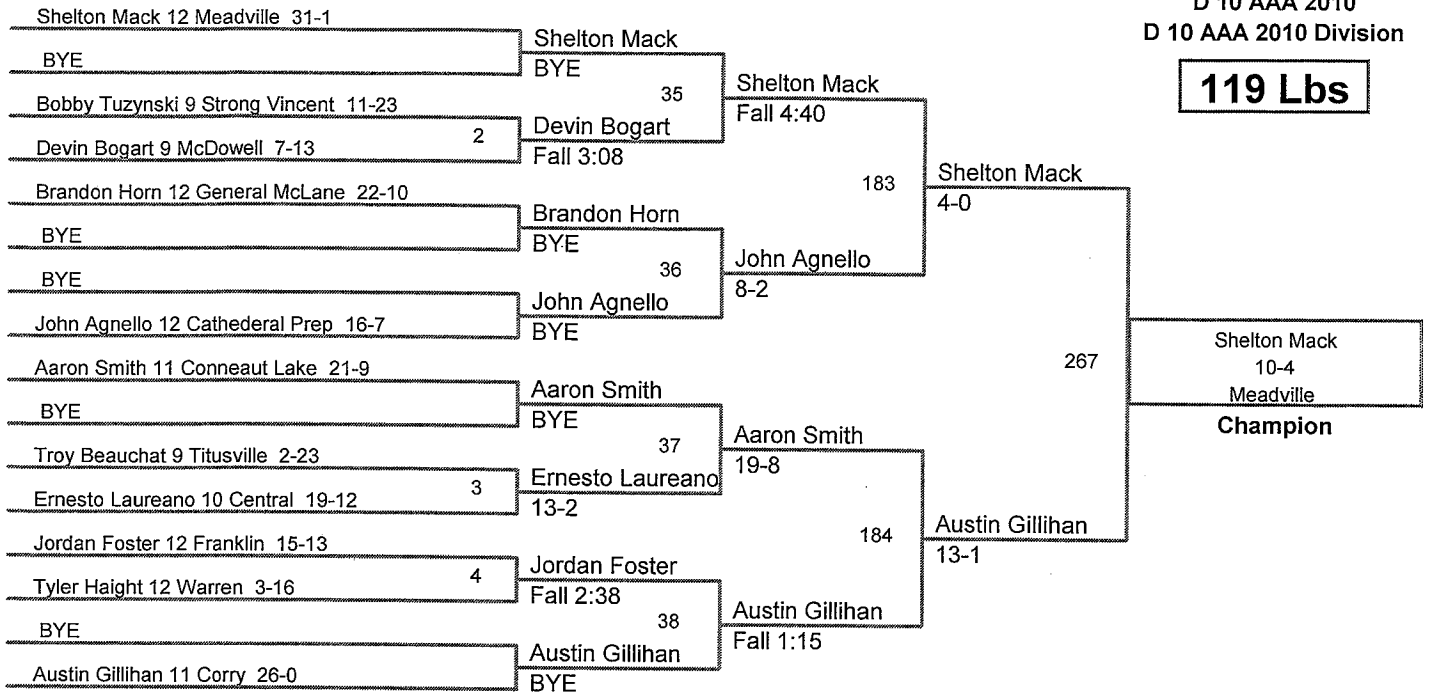 D 10 AAA 2010
D 10 AAA 2010 Division
119 Lbs
Shelton Mack 12 Meadville 31-1
BYE
Bobby Tuzynski 9 Strong Vincent 11-23
2
Devin Bogart 9 McDowell 7-13
Brandon Horn 12 General McLane 22-10
BYE
BYE
John Agnello 12 Cathederal Prep 16-7
Aaron Smith 11 Conneaut Lake 21-9
BYE
Troy Beauchat 9 Titusville 2-23
3
Ernesto Laureano 10 Central 19-12
Jordan Foster 12 Franklin 15-13
4
Tyler Haight 12 Warren 3-16
BYE
Austin Gillihan 11 Corry 26-0
Shelton Mack
BYE
35
Devin Bogart
Fall 3:08
Brandon Horn
BYE
36
John Agnello
BYE
Aaron Smith
BYE
37
Ernesto Laureano
13-2
Jordan Foster
Fall 2:38
38
Austin Gillihan
BYE
Shelton Mack
Fall 4:40
183
John Agnello
8-2
Aaron Smith
19-8
184
Austin Gillihan
Fall 1:15
Shelton Mack
4-0
267
Austin Gillihan
13-1
Shelton Mack
10-4
Meadville
Champion